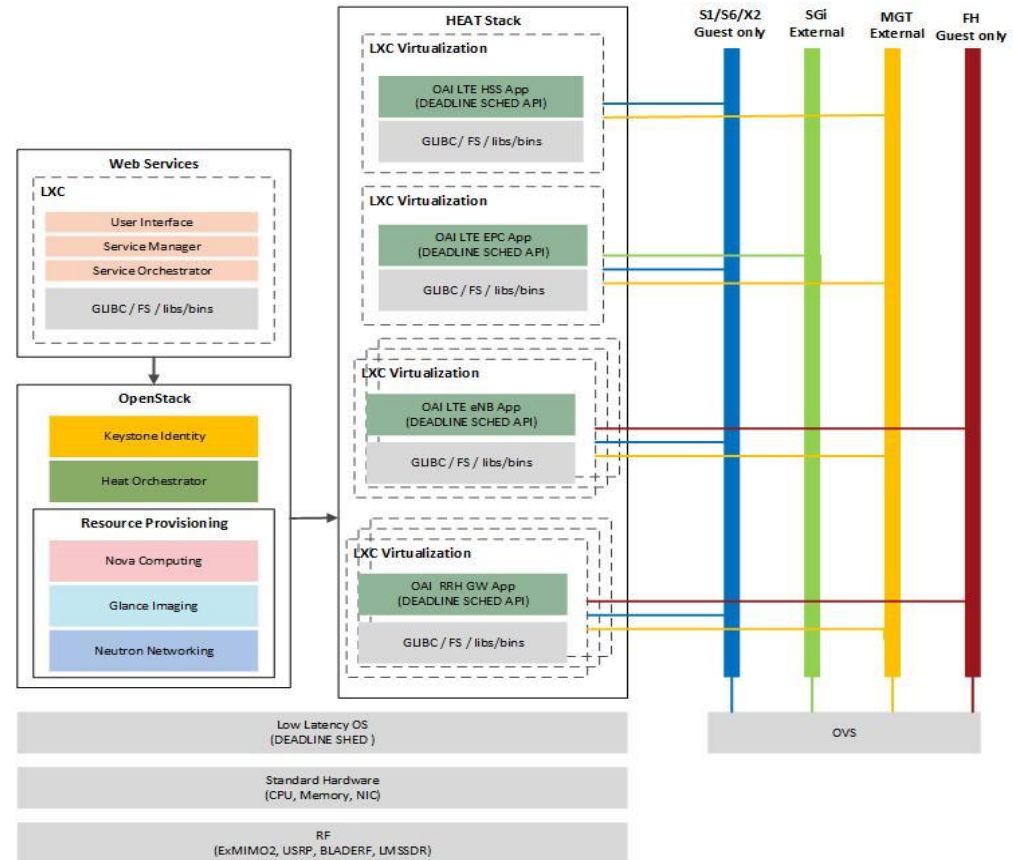 HEAT Stack
LXC Virtualization
OAI LTE HSS App
(DEADLINE SCHED API)
GLIBC / FS / libs/bins
LXC Virtualization
OAI LTE EPC App
(DEADLINE SCHED API)
GLIBC / FS / libs/bins
LXC Virtualization
OAI LTE eNB App
(DEADLINE SCHED API)
GLIBC / FS / libs/bins
LXC Virtualization
OAI RRH GW App
(DEADLINE SCHED API)
GLIBC / FS / libs/bins
Web Services
LXC
User Interface
Service Manager
Service Orchestrator
GLIBC / FS / libs/bins
OpenStack
Keystone Identity
Heat Orchestrator
Resource Provisioning
Nova Computing
Glance Imaging
Neutron Networking
S1/S6/X2
Guest only
SGi
External
MGT
External
FH
Guest only
OVS
Low Latency OS
(DEADLINE SHED )
Standard Hardware
(CPU, Memory, NIC)
RF
(ExMIMO2, USRP, BLADERF, LMSSDR)